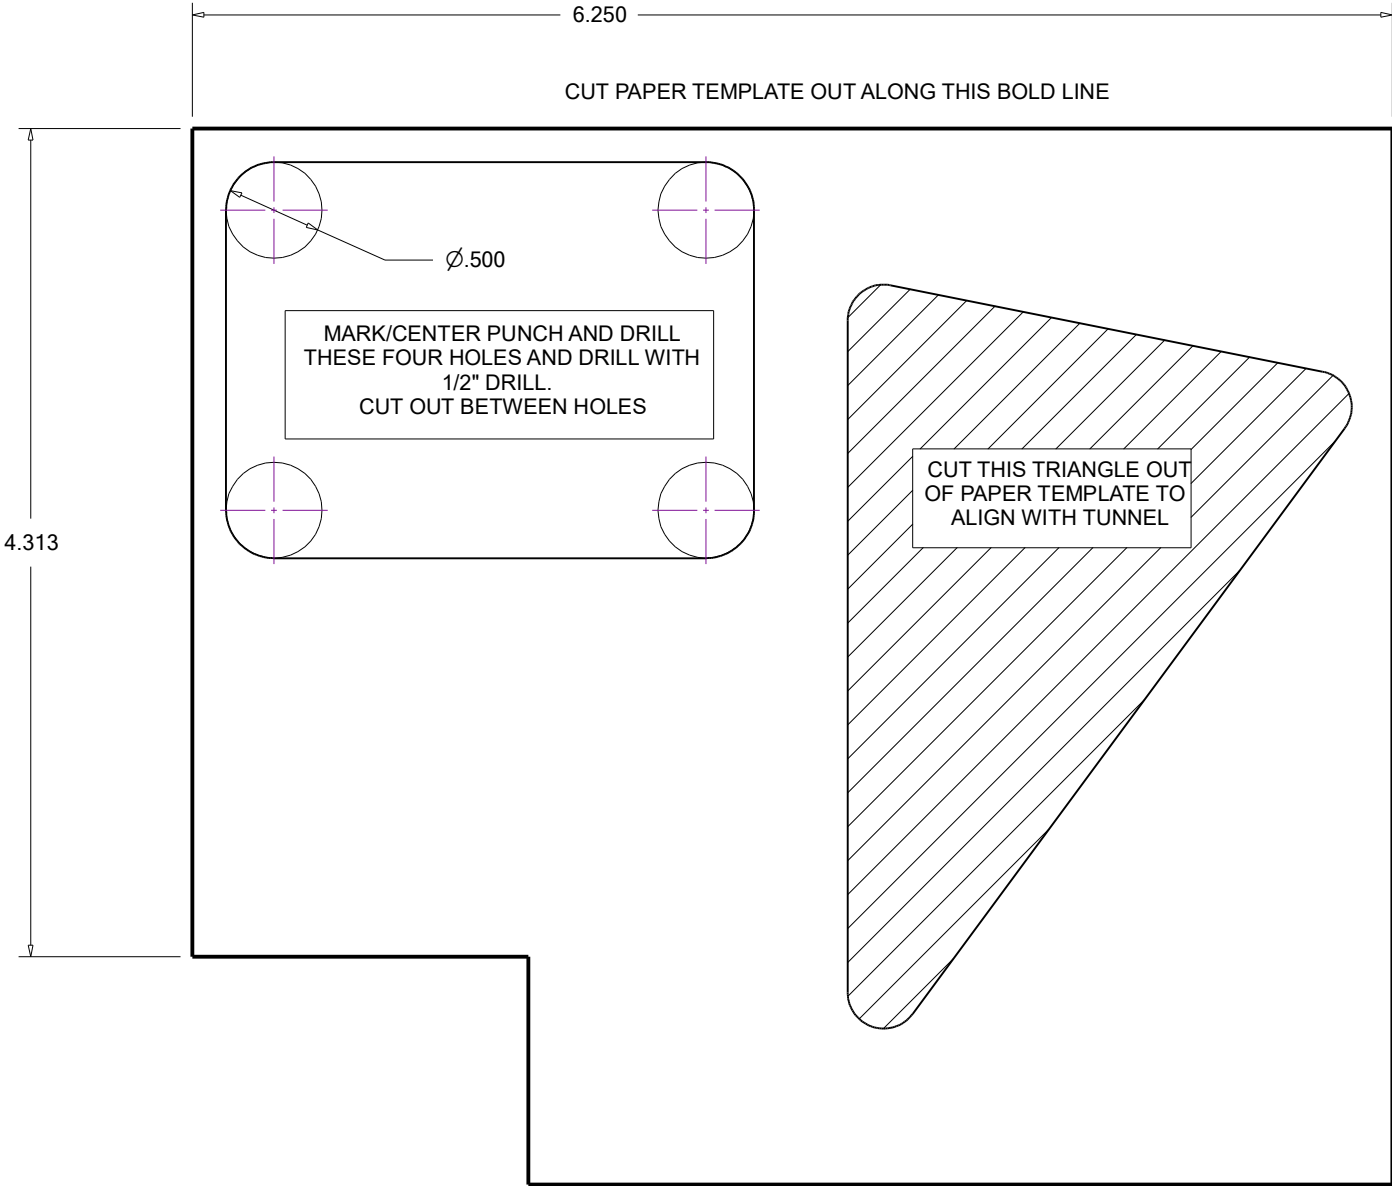 6.250
CUT PAPER TEMPLATE OUT ALONG THIS BOLD LINE
Ø.500
MARK/CENTER PUNCH AND DRILL
THESE FOUR HOLES AND DRILL WITH
1/2" DRILL.
CUT OUT BETWEEN HOLES
CUT THIS TRIANGLE OUT
OF PAPER TEMPLATE TO
ALIGN WITH TUNNEL
4.313